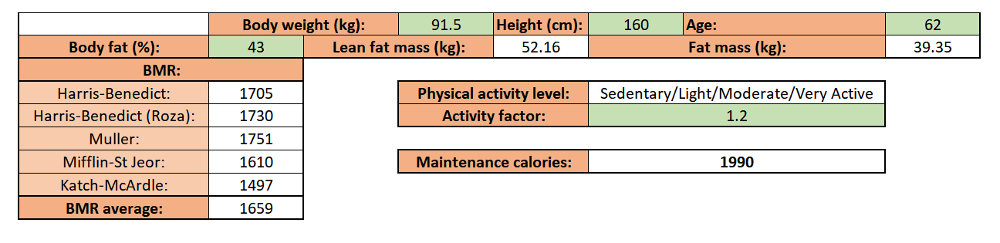 Body weight (kg): 91.5 Height (cm): 160 Age: 62
Body fat (%): 43 Lean fat mass (kg): 52.16 Fat mass (kg): 39.35
BMR:
Harris-Benedict: 1705 Physical activity level: Sedentary/Light/Moderate/Very Active
Harris-Benedict (Roza): 1730 Activity factor: 1.2
Muller: 1751
Mifflin-St Jeor: 1610 Maintenance calories: 1990
Katch-McArdle: 1497
BMR average: 1659